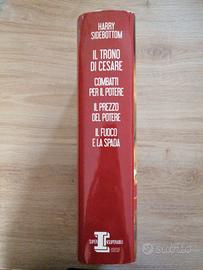 HARRY
SIDEBOTTOM
IL TRONO
DI CESARE
COMBATTI
PER IL POTERE
IL PREZZO
DEL POTERE
IL FUOCO
E LA SPADA
SUPER
INSUPERABILI
subito